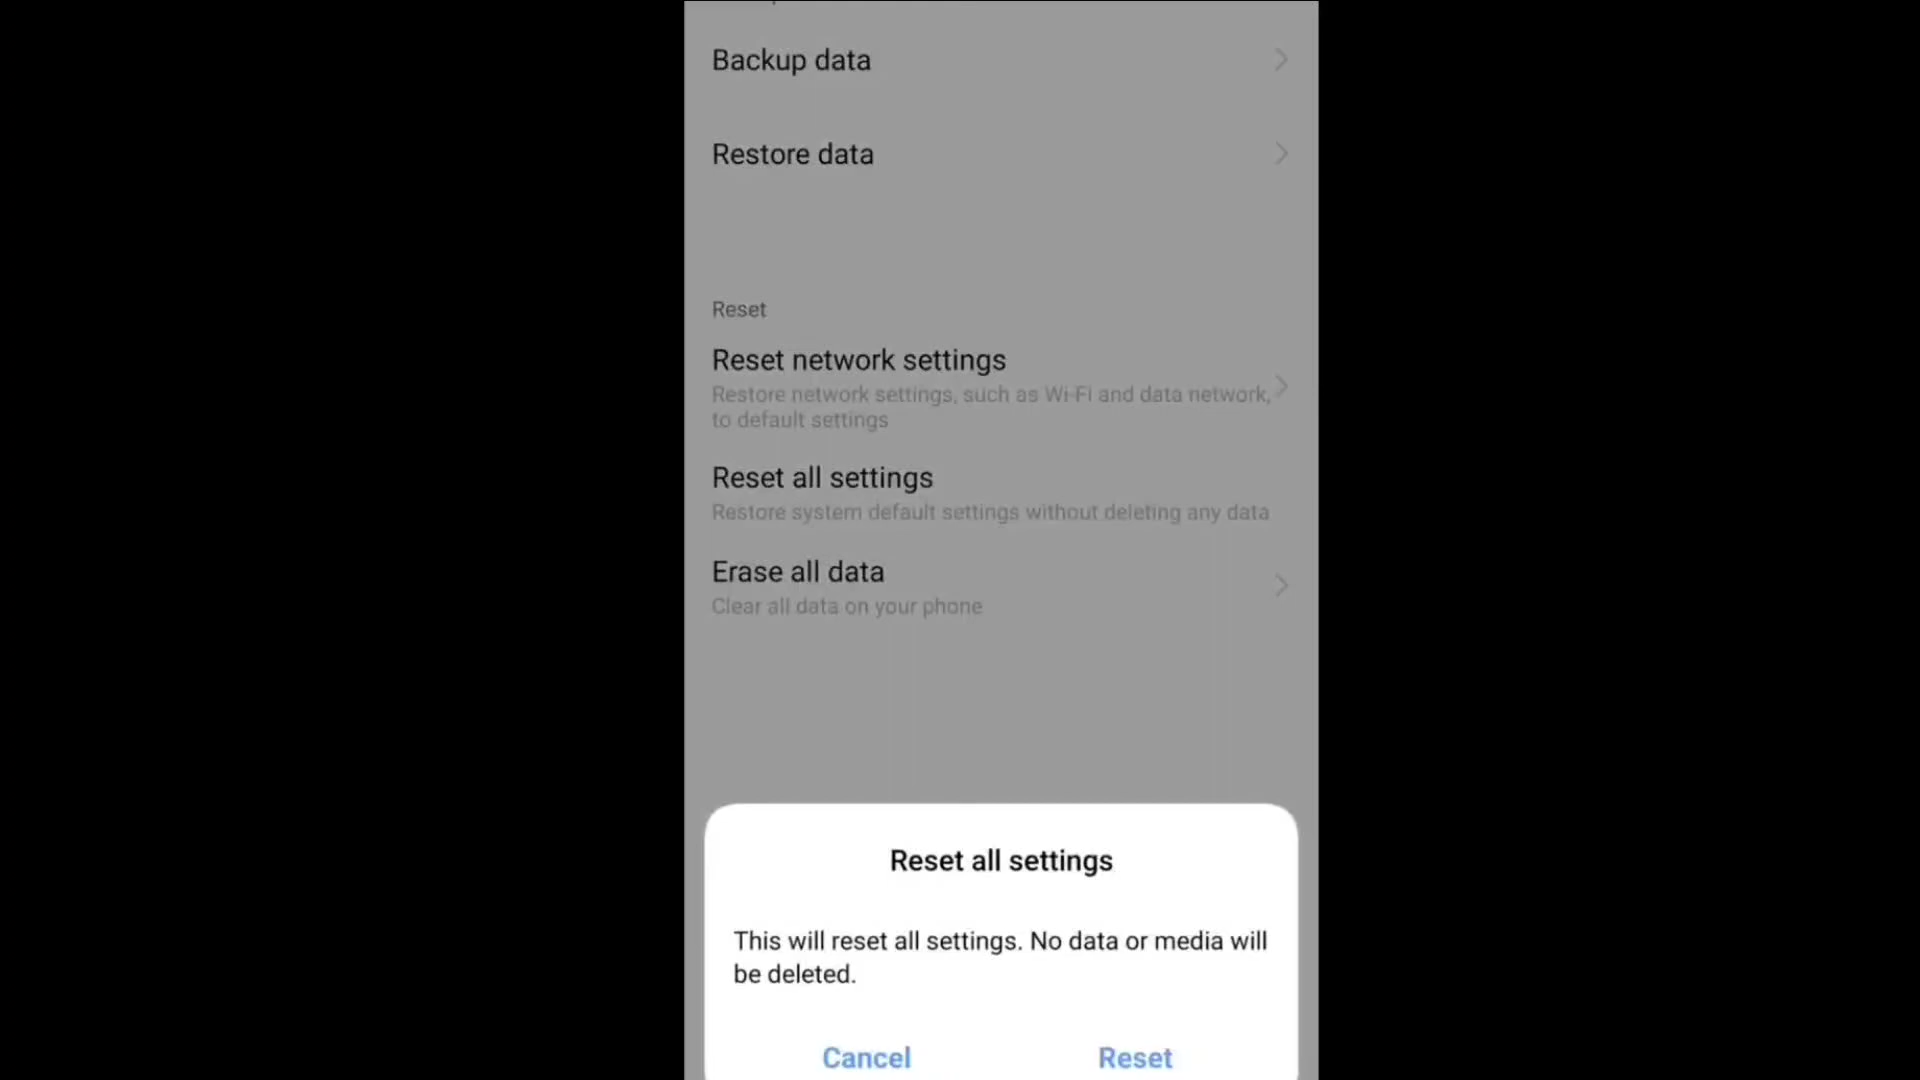 Backup data
Restore data
Reset
Reset network settings
Restore network settings, such as Wi-Fi and data network,
to default settings
Reset all settings
Restore system default settings without deleting any data
Erase all data
Clear all data on your phone
Reset all settings
This will reset all settings. No data or media will
be deleted.
Cancel
Reset